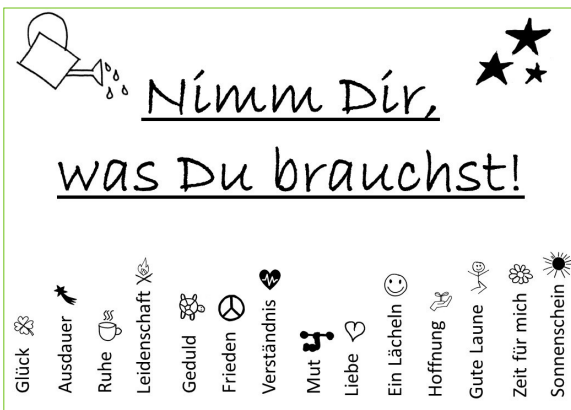 Nimm Dir,
was Du brauchst!
Glück
Ausdauer
Ruhe
Leidenschaft
Geduld
Frieden
Verständnis
Mut
Liebe
Ein Lächeln
Hoffnung
Gute Laune
Zeit für mich
Sonnenschein